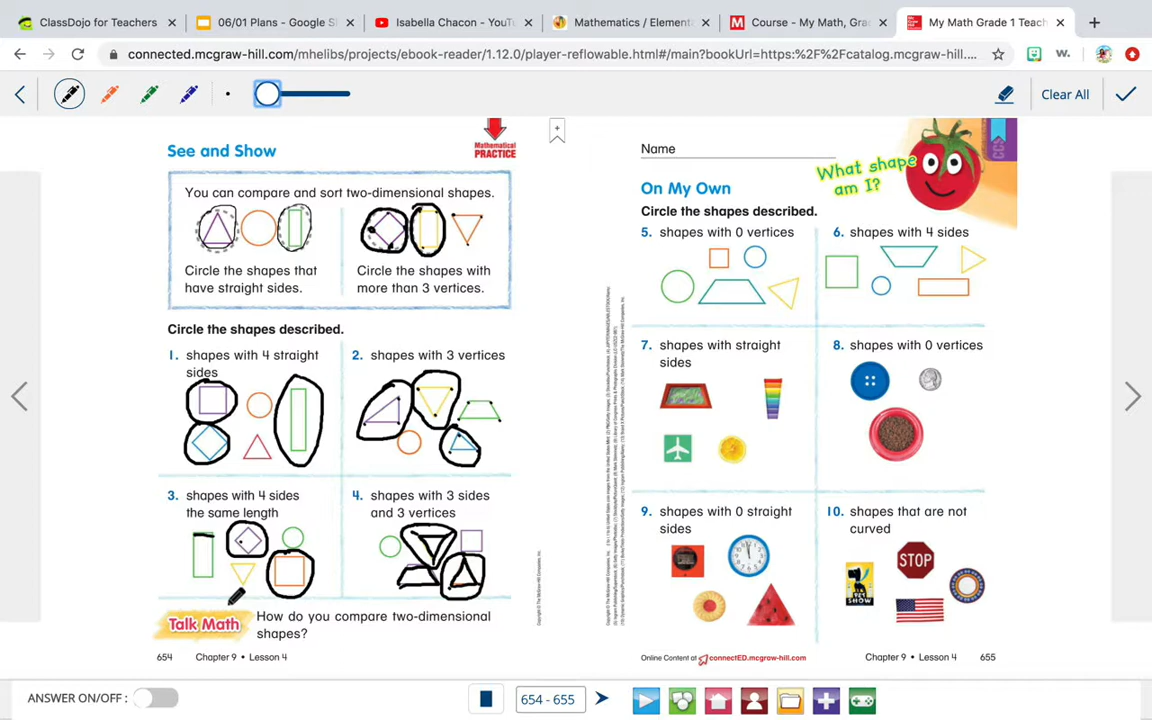 ClassDojo for Teachers
06/01 Plans - Google S
Isabella Chacon - YouTu
Mathematics / Element
Course - My Math, Gra
My Math Grade 1 Teach
connected.mcgraw-hill.com/mhelibs/projects/ebook-reader/1.12.0/player-reflowable.html#/main?bookUrl=https:%2F%2Fcatalog.mcgraw-hill....
Clear All
See and Show
Mathematical
PRACTICE
You can compare and sort two-dimensional shapes.
Circle the shapes that
have straight sides.
Circle the shapes with
more than 3 vertices.
Circle the shapes described.
1. shapes with 4 straight
sides
2. shapes with 3 vertices
3. shapes with 4 sides
the same length
4. shapes with 3 sides
and 3 vertices
Talk Math
How do you compare two-dimensional
shapes?
654 Chapter 9 • Lesson 4
Name
What shape
am I?
CCSS
On My Own
Circle the shapes described.
5. shapes with 0 vertices
6. shapes with 4 sides
7. shapes with straight
sides
8. shapes with 0 vertices
9. shapes with 0 straight
sides
10. shapes that are not
curved
PET
SHOW
STOP
Online Content at connectED.mcgraw-hill.com
Chapter 9 • Lesson 4 655
ANSWER ON/OFF :
654 - 655